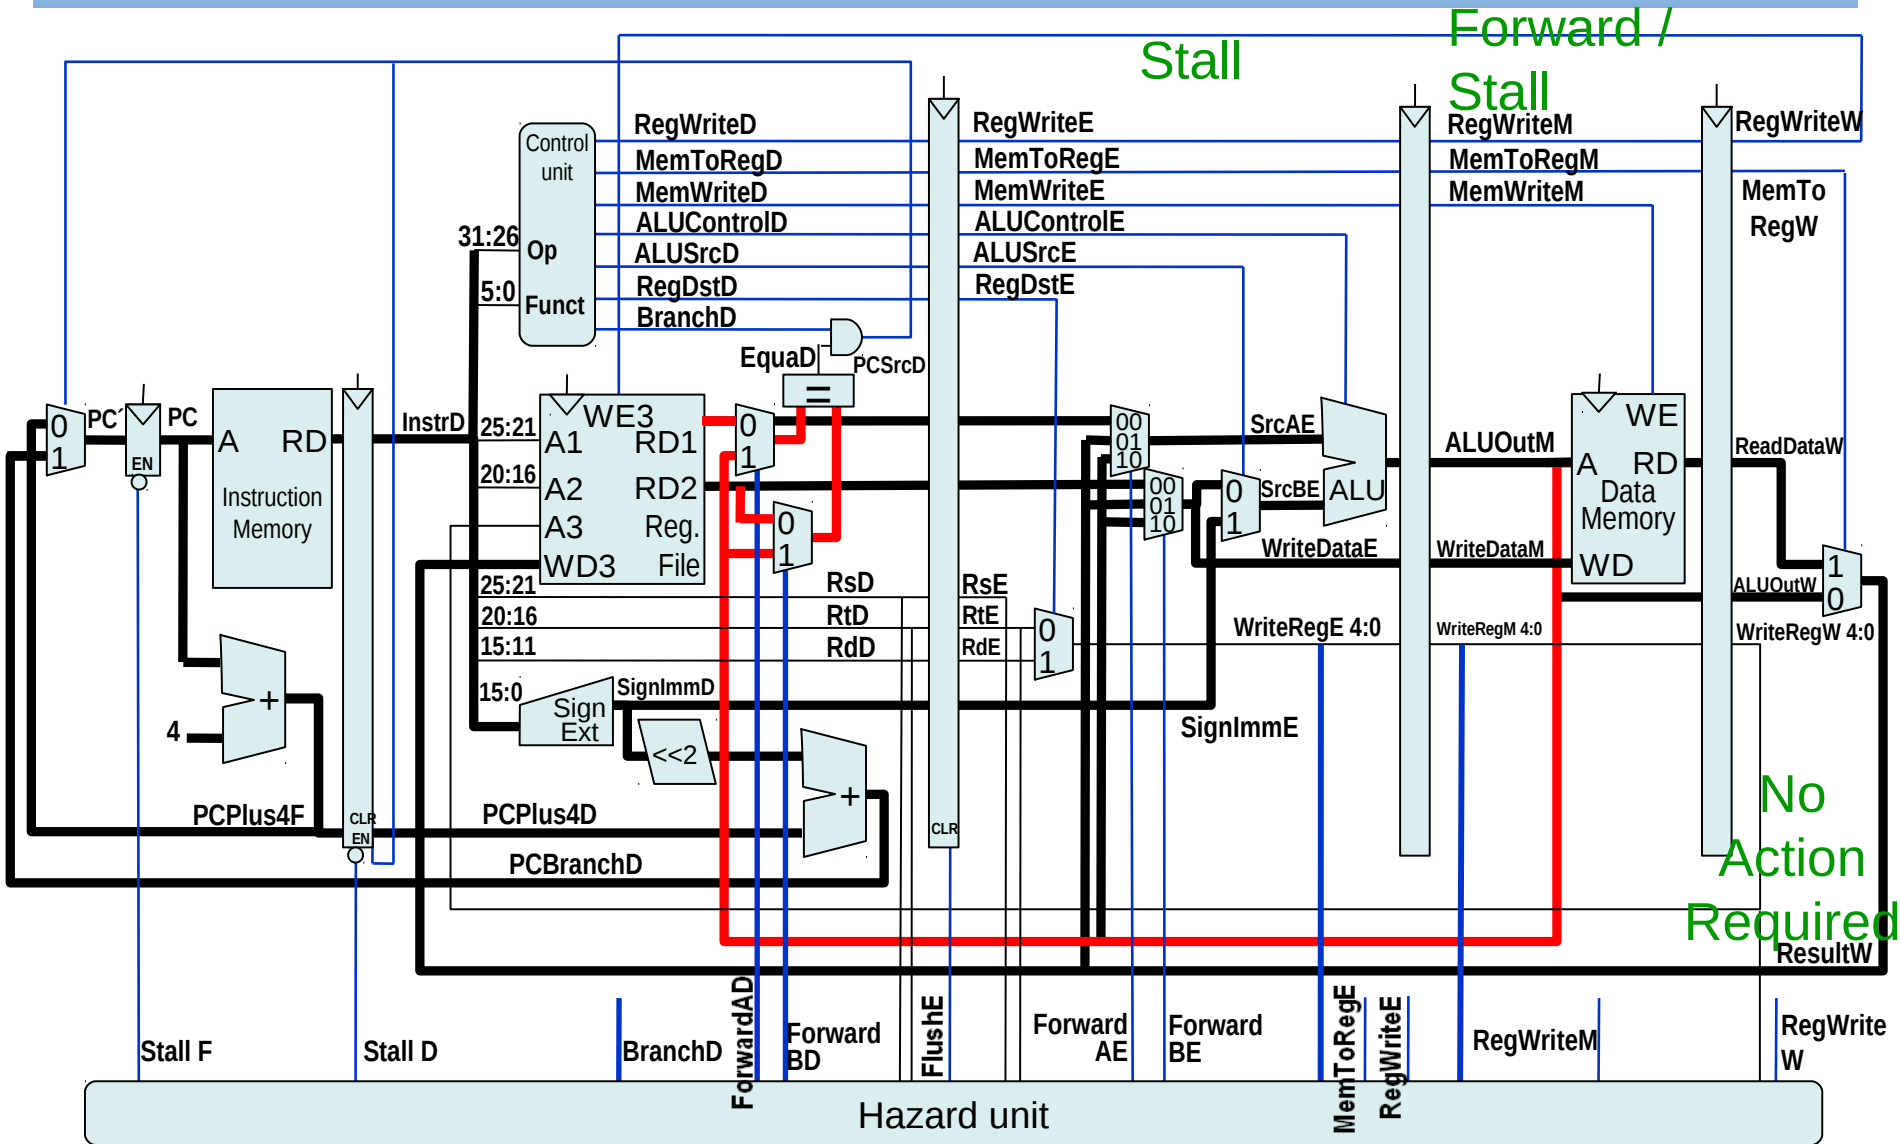 Forward /
Stall
Stall
RegWriteD
RegWriteE
RegWriteM
RegWriteW
Control
unit
MemToRegD
MemToRegE
MemToRegM
MemWriteD
MemWriteE
MemWriteM
MemTo
RegW
ALUControlD
ALUControlE
31:26
Op
ALUSrcD
ALUSrcE
5:0
Funct
RegDstD
RegDstE
BranchD
EquaD
PCSrcD
=
0
1
PC´
PC
EN
A
RD
Instruction
Memory
InstrD
25:21
20:16
WE3
A1
RD1
A2
RD2
A3
Reg.
WD3
File
0
1
0
1
00
01
10
00
01
10
SrcAE
0
1
SrcBE
ALU
ALUOutM
WE
A
RD
Data
Memory
WD
ReadDataW
WriteDataE
WriteDataM
1
0
ALUOutW
25:21
RsD
RsE
20:16
RtD
RtE
15:11
RdD
RdE
0
1
WriteRegE 4:0
WriteRegM 4:0
WriteRegW 4:0
15:0
Sign
Ext
SignImmD
SignImmE
<<2
+
4
+
PCPlus4F
CLR
EN
PCPlus4D
CLR
PCBranchD
No
Action
Required
ResultW
Stall F
Stall D
BranchD
ForwardAD
Forward
BD
FlushE
Forward
AE
Forward
BE
MemToRegE
RegWriteE
RegWriteM
RegWrite
W
Hazard unit